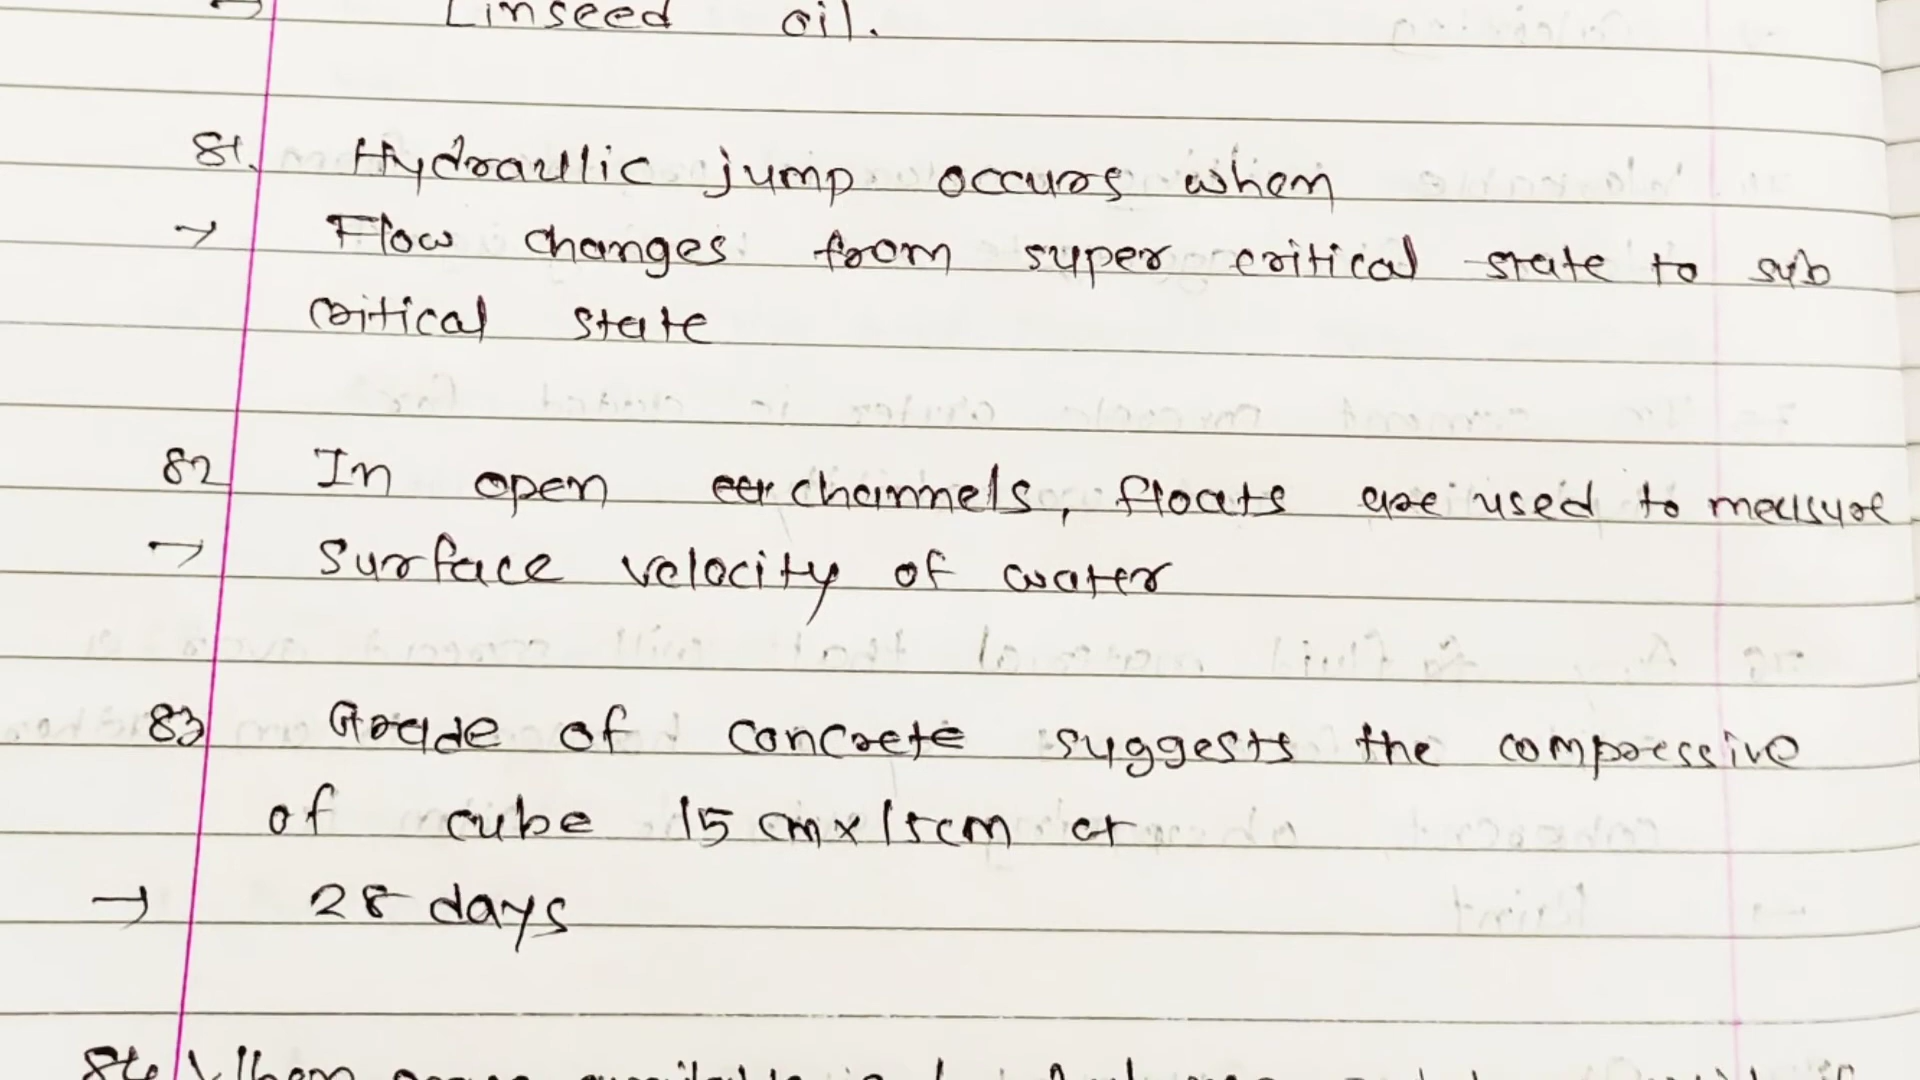 Linseed oil.
81. Hydraulic jump occurs when
→ Flow changes from super critical state to sub
critical state
82 In open channels, floats are used to measure
→ Surface velocity of water
83 Grade of concrete suggests the compressive
of cube 15 cm x 15cm at
→ 28 days
84 When